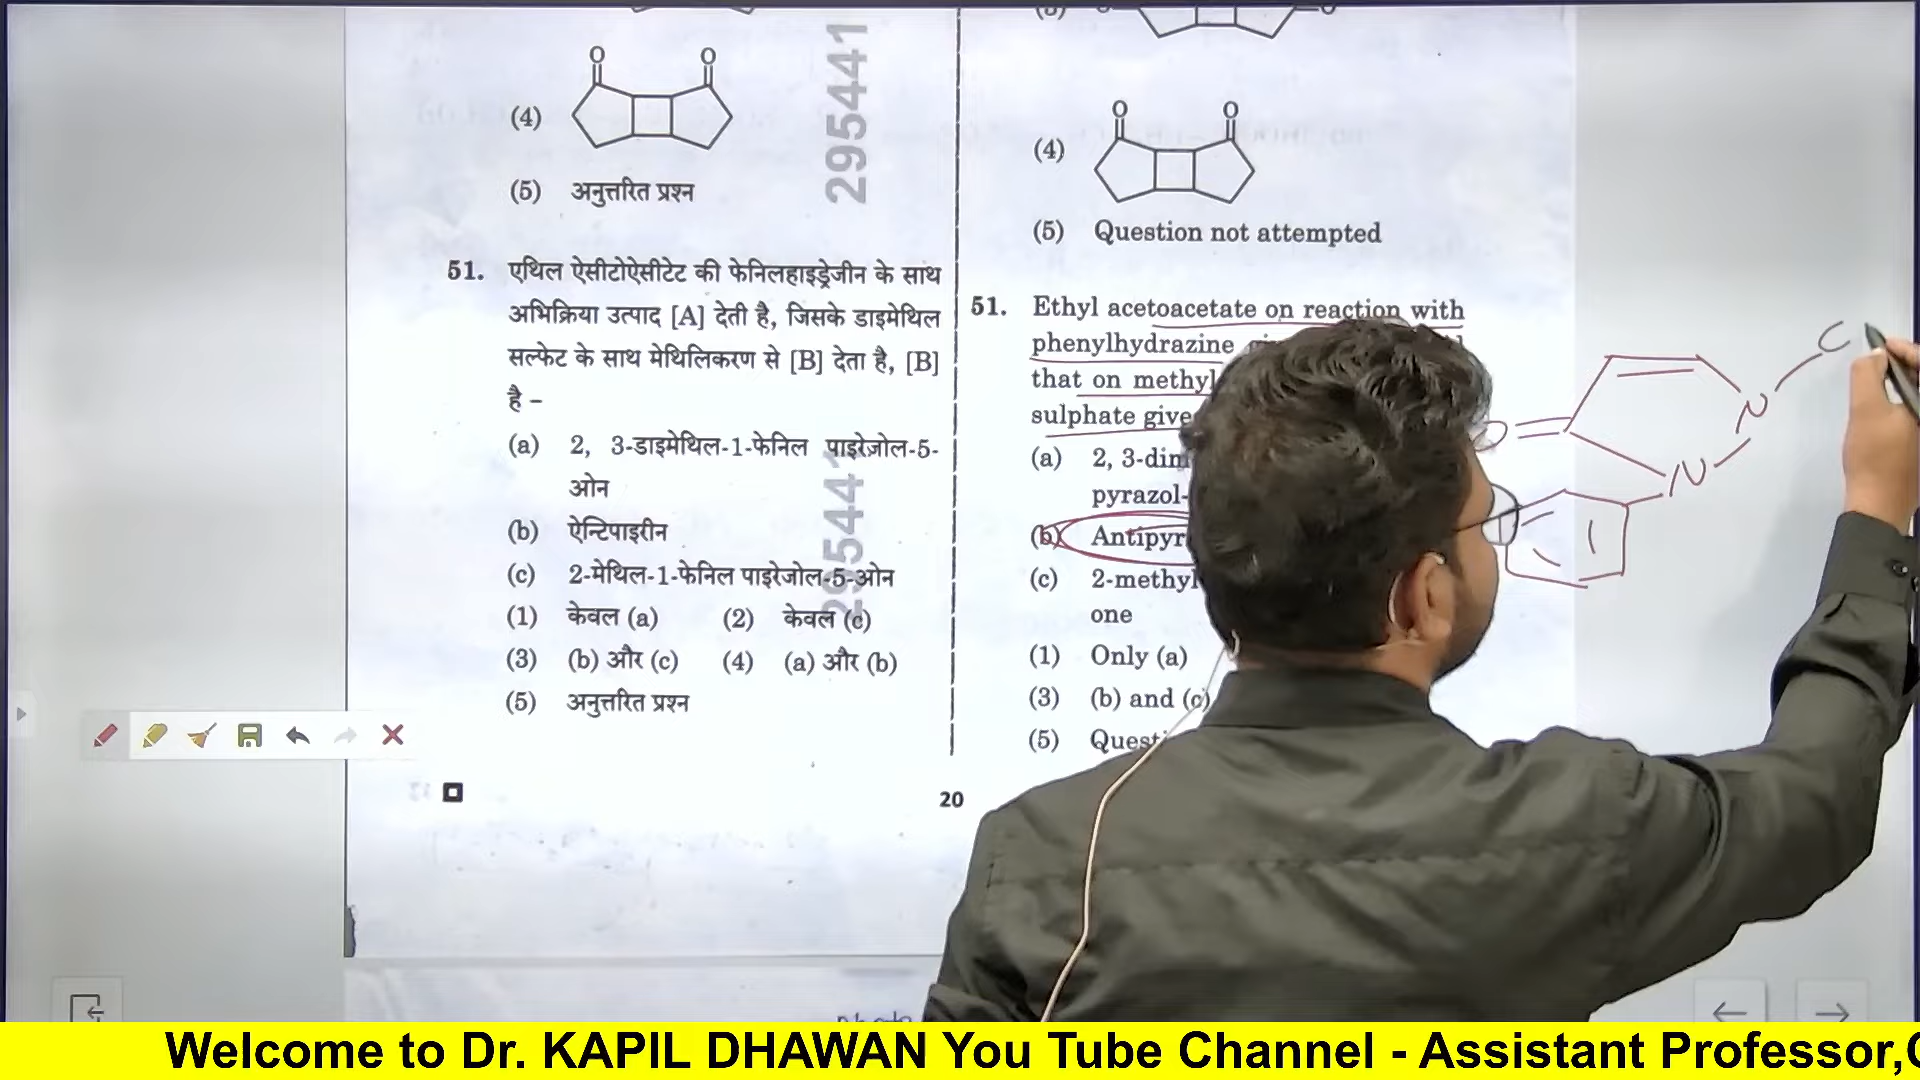 O O
(4)
(5) अनुत्तरित प्रश्न
295441
51. एथिल ऐसीटोऐसीटेट की फेनिलहाइड्रेजीन के साथ
अभिक्रिया उत्पाद [A] देती है, जिसके डाइमेथिल
सल्फेट के साथ मेथिलिकरण से [B] देता है, [B]
है –
(a) 2, 3-डाइमेथिल-1-फेनिल पाइरेज़ोल-5-
ओन
(b) ऐन्टिपाइरीन
(c) 2-मेथिल-1-फेनिल पाइरेजोल-5-ओन
(1) केवल (a) (2) केवल (c)
(3) (b) और (c) (4) (a) और (b)
(5) अनुत्तरित प्रश्न
295441
20
O O
(4)
(5) Question not attempted
51. Ethyl acetoacetate on reaction with
phenylhydrazine
that on methyl
sulphate give
(a) 2, 3-dim
pyrazol-
(b) Antipyr
(c) 2-methyl
one
(1) Only (a)
(3) (b) and (c)
(5) Questi
O
N
N
C
Welcome to Dr. KAPIL DHAWAN You Tube Channel - Assistant Professor,